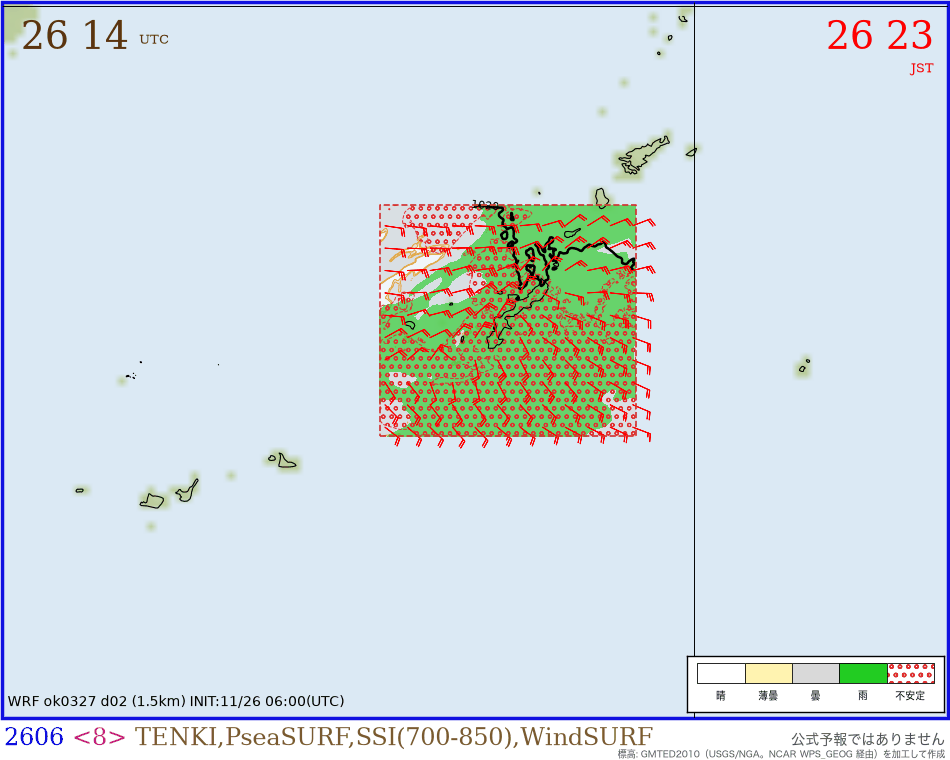 26 14 UTC
26 23
JST
1020
晴 薄曇 曇 雨 不安定
WRF ok0327 d02 (1.5km) INIT:11/26 06:00(UTC)
2606 <8> TENKI,PseaSURF,SSI(700-850),WindSURF
公式予報ではありません
標高: GMTED2010（USGS/NGA。NCAR WPS_GEOG 経由）を加工して作成